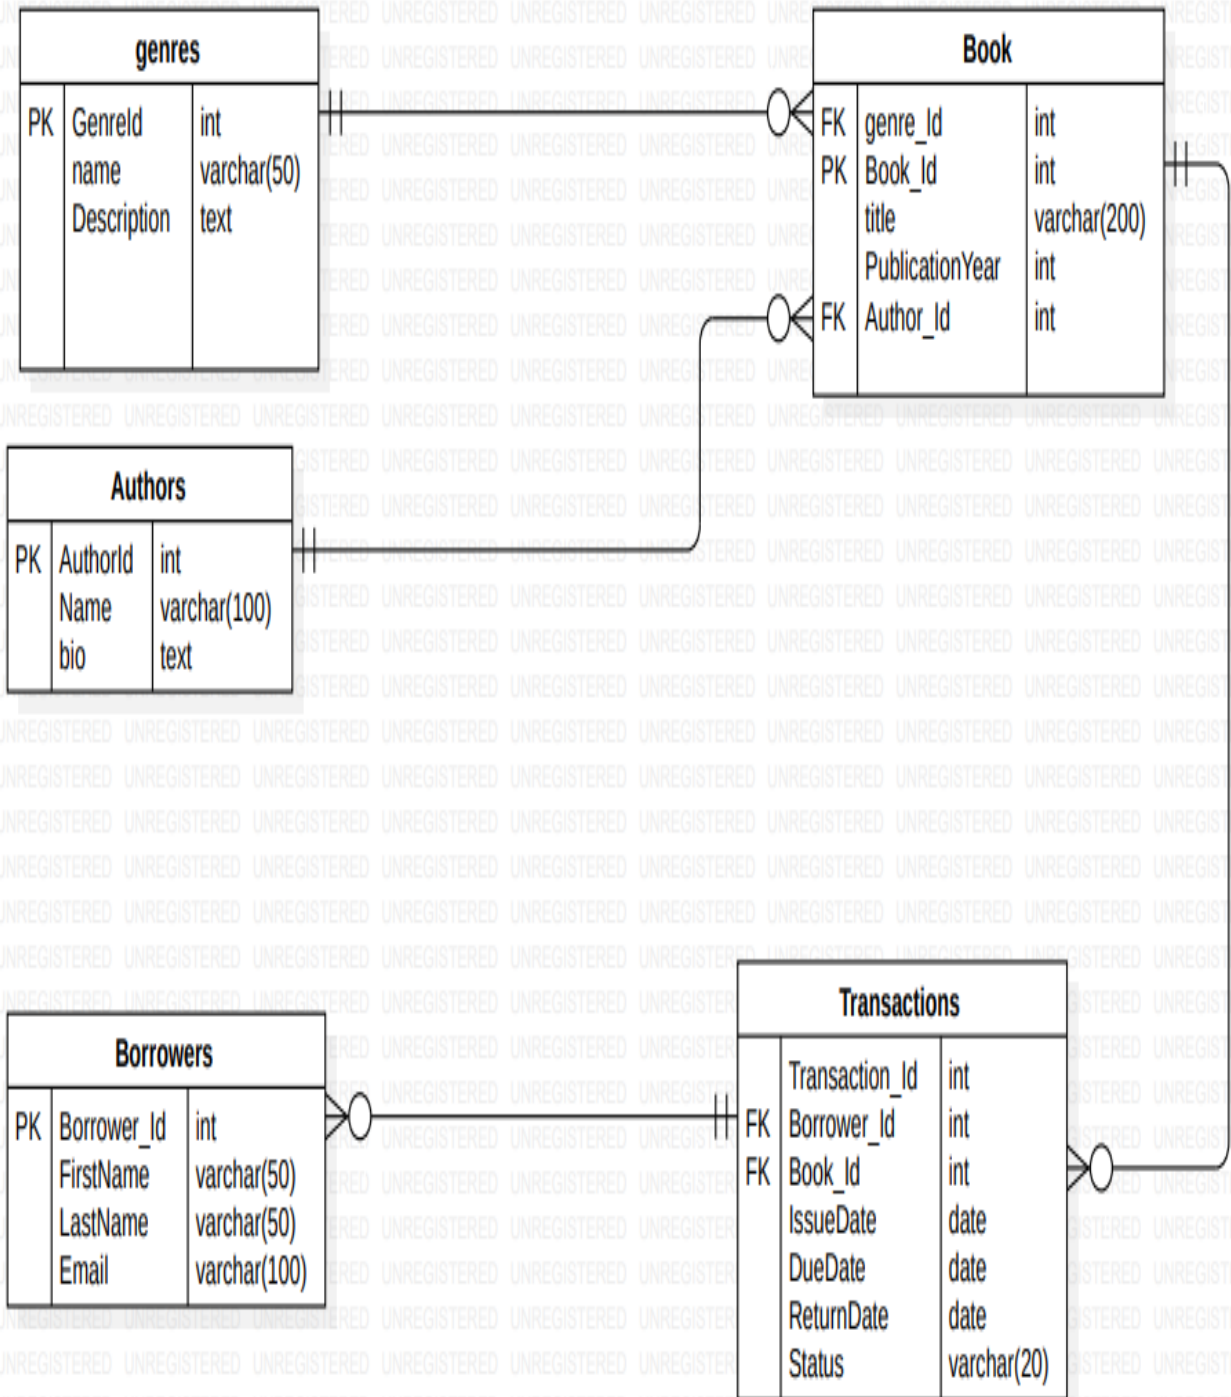 genres
PK GenreId int
name varchar(50)
Description text
Book
FK genre_Id int
PK Book_Id int
title varchar(200)
PublicationYear int
FK Author_Id int
Authors
PK AuthorId int
Name varchar(100)
bio text
Borrowers
PK Borrower_Id int
FirstName varchar(50)
LastName varchar(50)
Email varchar(100)
Transactions
Transaction_Id int
FK Borrower_Id int
FK Book_Id int
IssueDate date
DueDate date
ReturnDate date
Status varchar(20)
UNREGISTERED